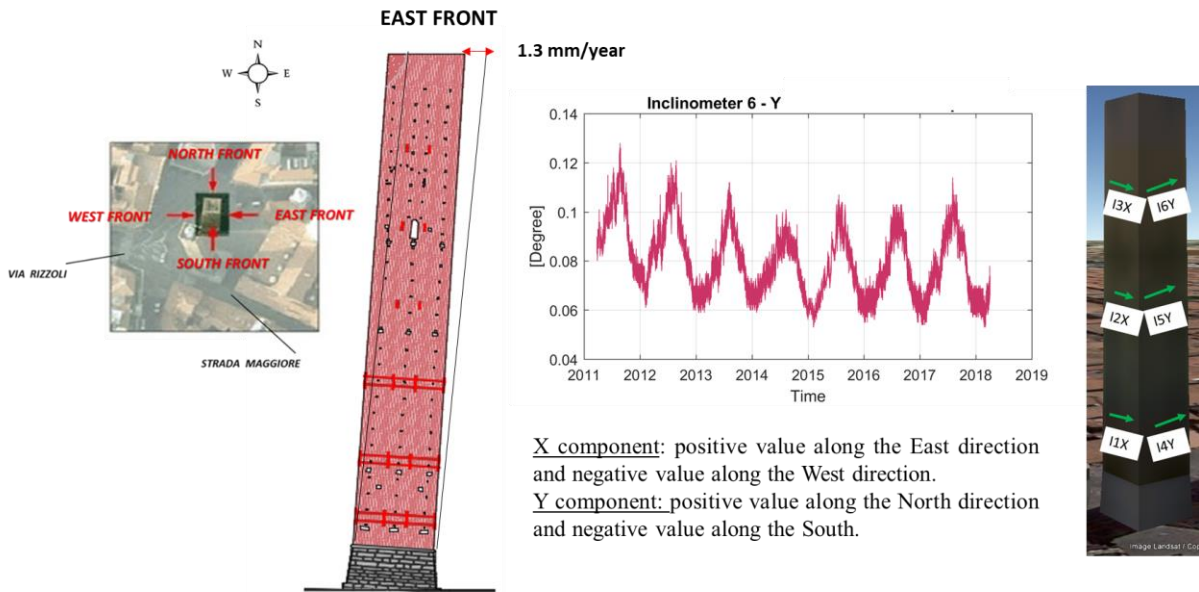 EAST FRONT
1.3 mm/year
N
W E
S
NORTH FRONT
WEST FRONT
EAST FRONT
SOUTH FRONT
VIA RIZZOLI
STRADA MAGGIORE
Inclinometer 6 - Y
0.14
0.12
0.1
0.08
0.06
0.04
[Degree]
2011 2012 2013 2014 2015 2016 2017 2018 2019
Time
X component: positive value along the East direction
and negative value along the West direction.
Y component: positive value along the North direction
and negative value along the South.
I3X I6Y
I2X I5Y
I1X I4Y
Image Landsat / Cop